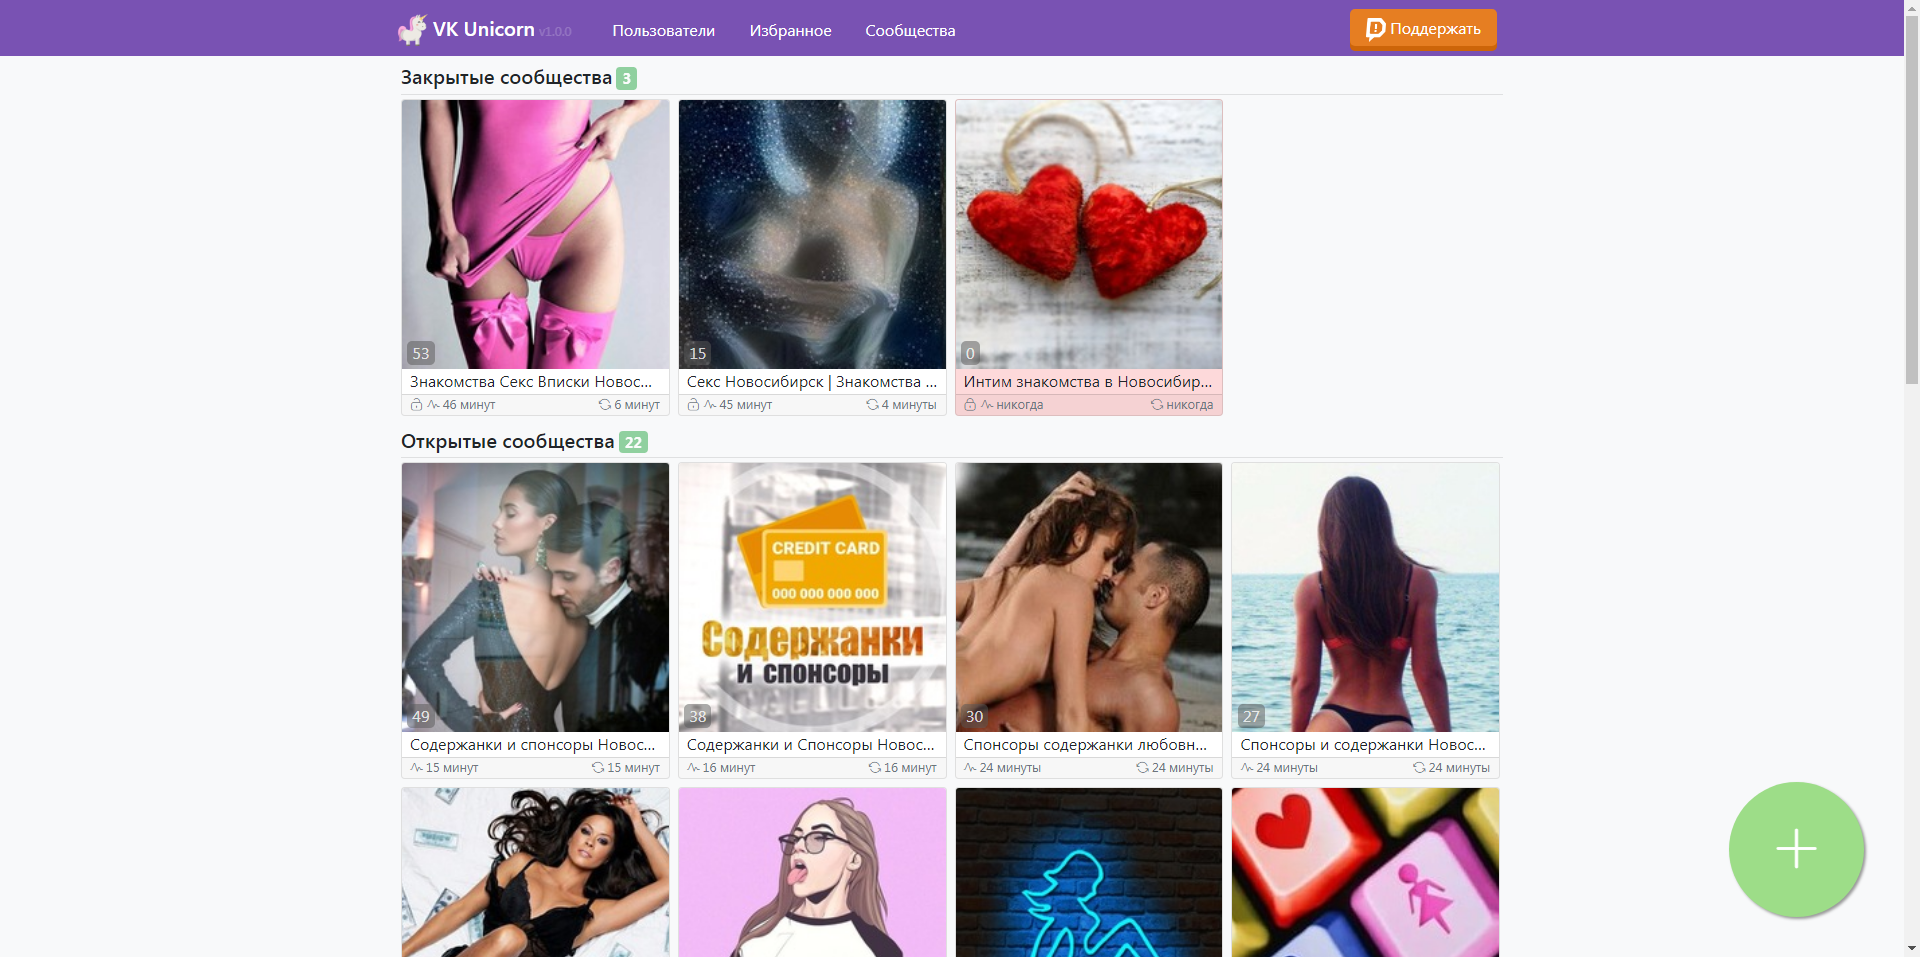 VK Unicorn v1.0.0 Пользователи Избранное Сообщества Поддержать
Закрытые сообщества 3
53
15
0
Знакомства Секс Вписки Новос...
Секс Новосибирск | Знакомства ...
Интим знакомства в Новосибир...
46 минут 6 минут
45 минут 4 минуты
никогда никогда
Открытые сообщества 22
CREDIT CARD
000 000 000 000
Содержанки
и спонсоры
49
38
30
27
Содержанки и спонсоры Новос...
Содержанки и Спонсоры Новос...
Спонсоры содержанки любовн...
Спонсоры и содержанки Новос...
15 минут 15 минут
16 минут 16 минут
24 минуты 24 минуты
24 минуты 24 минуты